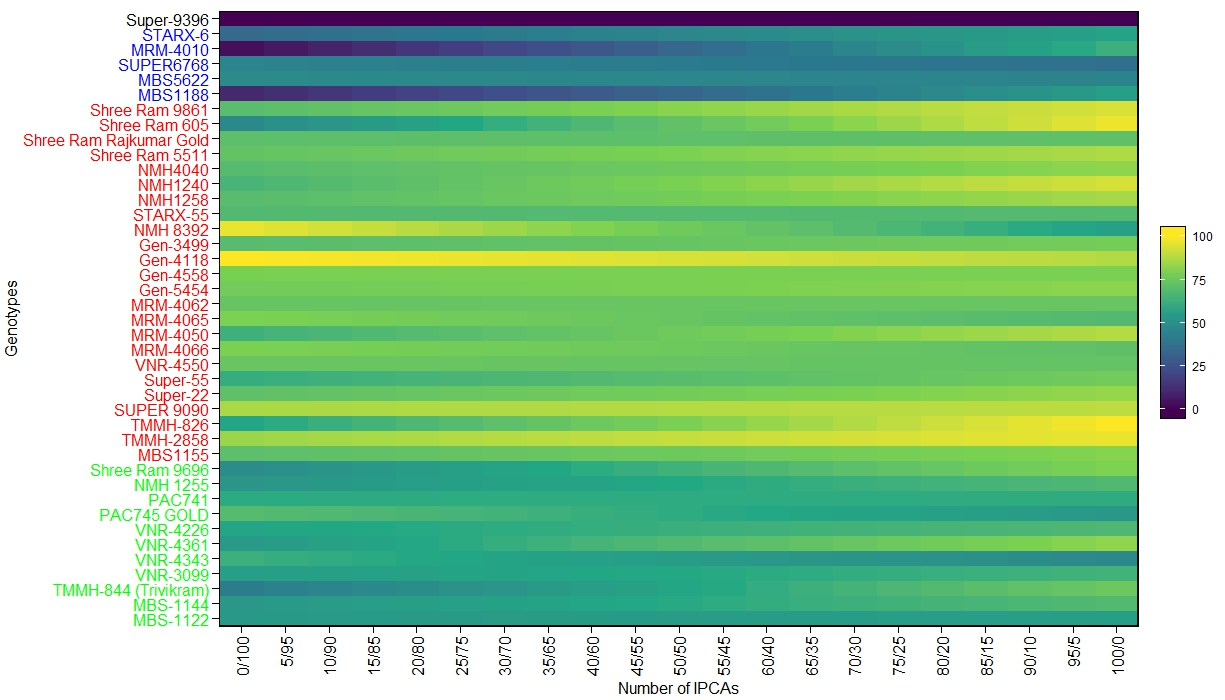 Super-9396
STARX-6
MRM-4010
SUPER6768
MBS5622
MBS1188
Shree Ram 9861
Shree Ram 605
Shree Ram Rajkumar Gold
Shree Ram 5511
NMH4040
NMH1240
NMH1258
STARX-55
NMH 8392
Gen-3499
Gen-4118
Gen-4558
Gen-5454
MRM-4062
MRM-4065
MRM-4050
MRM-4066
VNR-4550
Super-55
Super-22
SUPER 9090
TMMH-826
TMMH-2858
MBS1155
Shree Ram 9696
NMH 1255
PAC741
PAC745 GOLD
VNR-4226
VNR-4361
VNR-4343
VNR-3099
TMMH-844 (Trivikram)
MBS-1144
MBS-1122
Genotypes
0/100 5/95 10/90 15/85 20/80 25/75 30/70 35/65 40/60 45/55 50/50 55/45 60/40 65/35 70/30 75/25 80/20 85/15 90/10 95/5 100/0
Number of IPCAs
100
75
50
25
0